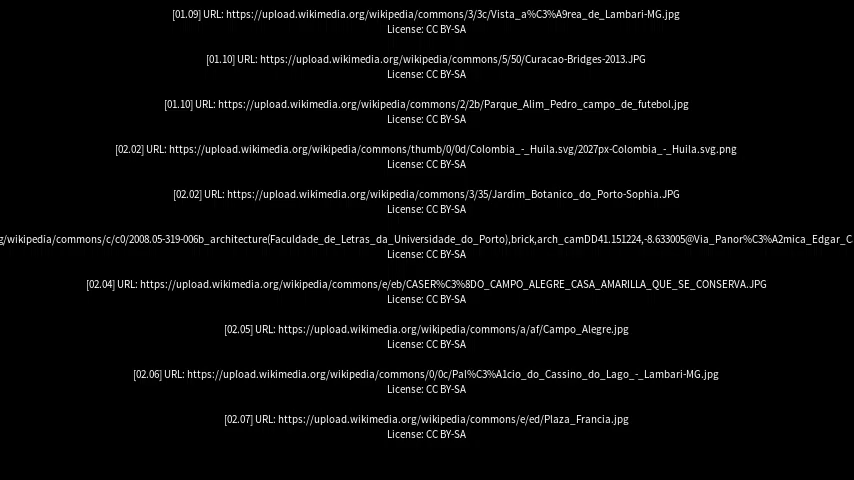 [01.09] URL: https://upload.wikimedia.org/wikipedia/commons/3/3c/Vista_a%C3%A9rea_de_Lambari-MG.jpg
License: CC BY-SA
[01.10] URL: https://upload.wikimedia.org/wikipedia/commons/5/50/Curacao-Bridges-2013.JPG
License: CC BY-SA
[01.10] URL: https://upload.wikimedia.org/wikipedia/commons/2/2b/Parque_Alim_Pedro_campo_de_futebol.jpg
License: CC BY-SA
[02.02] URL: https://upload.wikimedia.org/wikipedia/commons/thumb/0/0d/Colombia_-_Huila.svg/2027px-Colombia_-_Huila.svg.png
License: CC BY-SA
[02.02] URL: https://upload.wikimedia.org/wikipedia/commons/3/35/Jardim_Botanico_do_Porto-Sophia.JPG
License: CC BY-SA
g/wikipedia/commons/c/c0/2008.05-319-006b_architecture(Faculdade_de_Letras_da_Universidade_do_Porto),brick,arch_camDD41.151224,-8.633005@Via_Panor%C3%A2mica_Edgar_C
License: CC BY-SA
[02.04] URL: https://upload.wikimedia.org/wikipedia/commons/e/eb/CASER%C3%8DO_CAMPO_ALEGRE_CASA_AMARILLA_QUE_SE_CONSERVA.JPG
License: CC BY-SA
[02.05] URL: https://upload.wikimedia.org/wikipedia/commons/a/af/Campo_Alegre.jpg
License: CC BY-SA
[02.06] URL: https://upload.wikimedia.org/wikipedia/commons/0/0c/Pal%C3%A1cio_do_Cassino_do_Lago_-_Lambari-MG.jpg
License: CC BY-SA
[02.07] URL: https://upload.wikimedia.org/wikipedia/commons/e/ed/Plaza_Francia.jpg
License: CC BY-SA